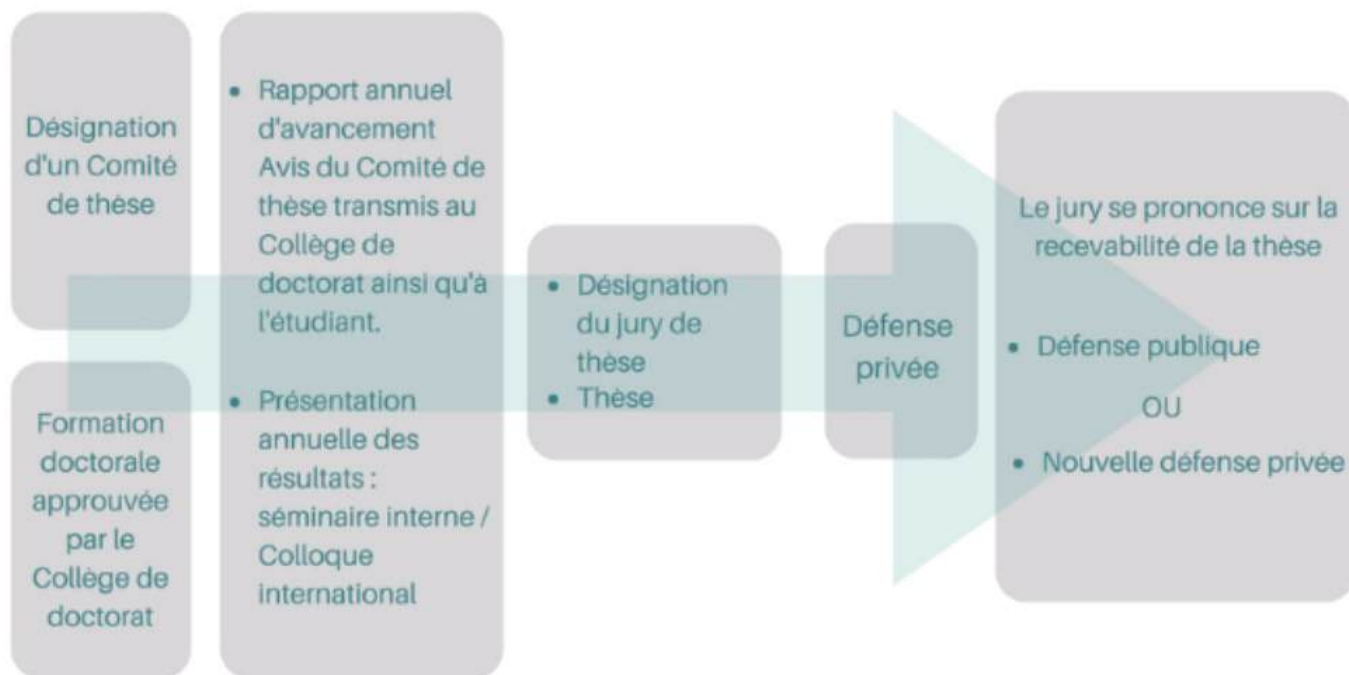 Désignation
d'un Comité
de thèse
Formation
doctorale
approuvée
par le
Collège de
doctorat
• Rapport annuel
d'avancement
Avis du Comité de
thèse transmis au
Collège de
doctorat ainsi qu'à
l'étudiant.
• Présentation
annuelle des
résultats :
séminaire interne /
Colloque
international
• Désignation
du jury de
thèse
• Thèse
Défense
privée
Le jury se prononce sur la
recevabilité de la thèse
• Défense publique
OU
• Nouvelle défense privée